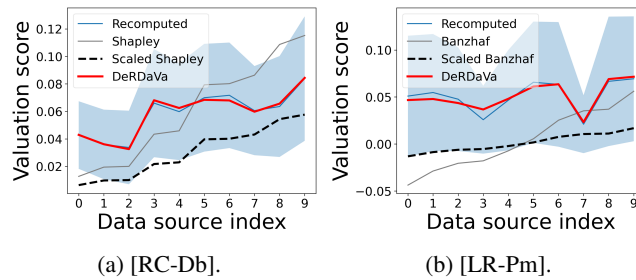 Valuation score
0.12
0.10
0.08
0.06
0.04
0.02
Recomputed
Shapley
Scaled Shapley
DeRDaVa
0 1 2 3 4 5 6 7 8 9
Data source index
(a) [RC-Db].
Valuation score
0.10
0.05
0.00
−0.05
Recomputed
Banzhaf
Scaled Banzhaf
DeRDaVa
0 1 2 3 4 5 6 7 8 9
Data source index
(b) [LR-Pm].